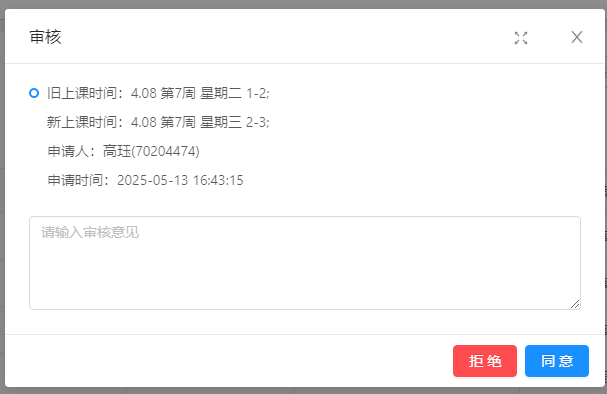 审核
旧上课时间：4.08 第7周 星期二 1-2;
新上课时间：4.08 第7周 星期三 2-3;
申请人：高珏(70204474)
申请时间：2025-05-13 16:43:15
请输入审核意见
拒 绝
同 意